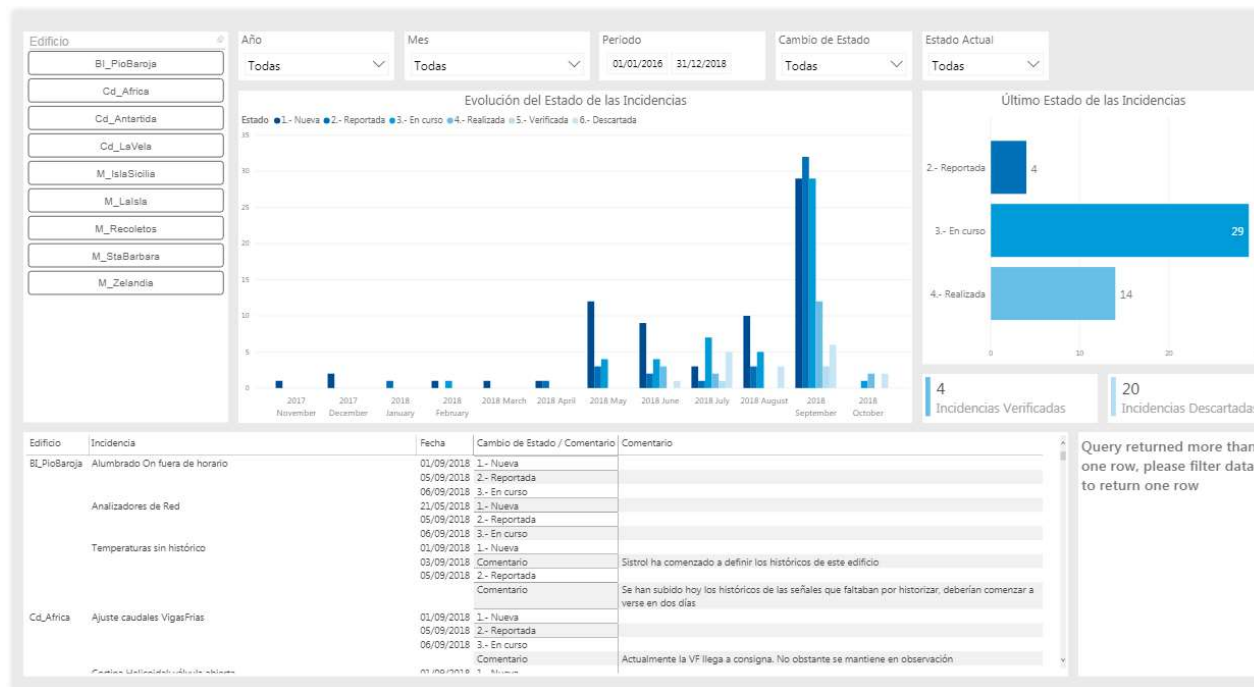 Edificio
BI_PioBaroja
Cd_Africa
Cd_Antartida
Cd_LaVela
M_IslaSicilia
M_LaIsla
M_Recoletos
M_StaBarbara
M_Zelandia
Año
Todas
Mes
Todas
Periodo
01/01/2016 31/12/2018
Cambio de Estado
Todas
Estado Actual
Todas
Evolución del Estado de las Incidencias
Estado 1.- Nueva 2.- Reportada 3.- En curso 4.- Realizada 5.- Verificada 6.- Descartada
35
30
25
20
15
10
5
0
2017 November
2017 December
2018 January
2018 February
2018 March
2018 April
2018 May
2018 June
2018 July
2018 August
2018 September
2018 October
Último Estado de las Incidencias
2.- Reportada 4
3.- En curso 29
4.- Realizada 14
0 10 20
4
Incidencias Verificadas
20
Incidencias Descartadas
Edificio Incidencia Fecha Cambio de Estado / Comentario Comentario
BI_PioBaroja Alumbrado On fuera de horario 01/09/2018 1.- Nueva
05/09/2018 2.- Reportada
06/09/2018 3.- En curso
Analizadores de Red 21/05/2018 1.- Nueva
05/09/2018 2.- Reportada
06/09/2018 3.- En curso
Temperaturas sin histórico 01/09/2018 1.- Nueva
03/09/2018 Comentario Sistrol ha comenzado a definir los históricos de este edificio
05/09/2018 2.- Reportada
Comentario Se han subido hoy los históricos de las señales que faltaban por historizar, deberían comenzar a
verse en dos días
Cd_Africa Ajuste caudales VigasFrias 01/09/2018 1.- Nueva
05/09/2018 2.- Reportada
06/09/2018 3.- En curso
Comentario Actualmente la VF llega a consigna. No obstante se mantiene en observación
01/09/2018 1.- Nueva
Query returned more than
one row, please filter data
to return one row